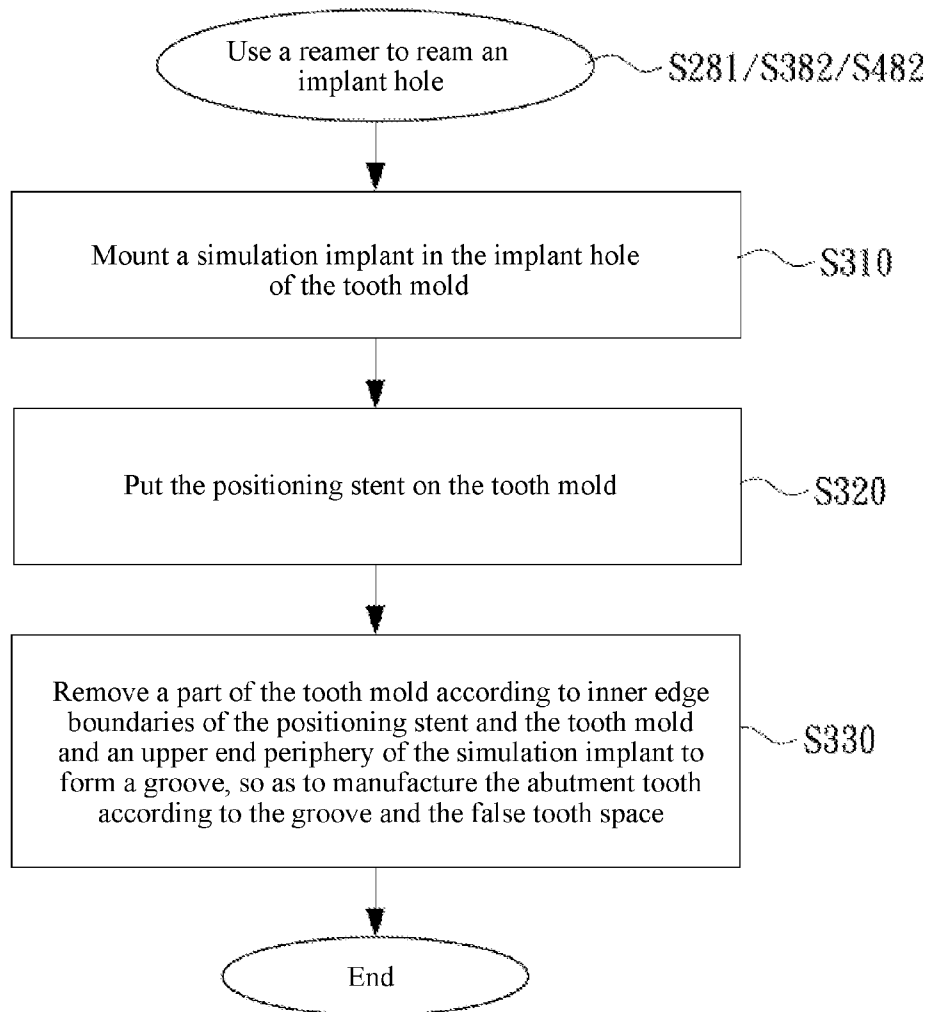 Use a reamer to ream an
implant hole
S281/S382/S482
Mount a simulation implant in the implant hole
of the tooth mold
S310
Put the positioning stent on the tooth mold
S320
Remove a part of the tooth mold according to inner edge
boundaries of the positioning stent and the tooth mold
and an upper end periphery of the simulation implant to
form a groove, so as to manufacture the abutment tooth
according to the groove and the false tooth space
S330
End